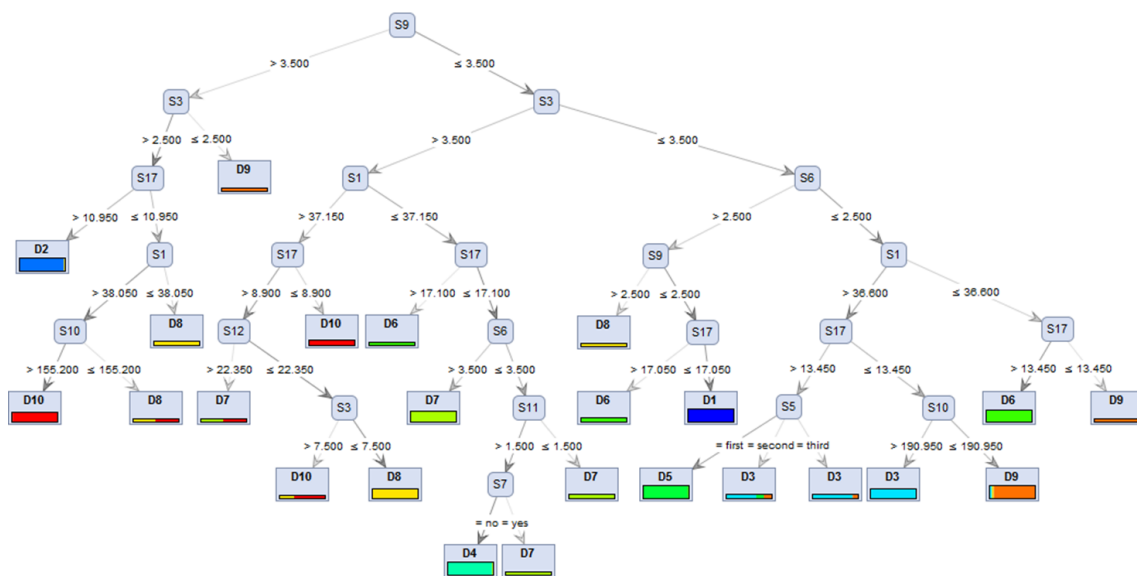 S9
> 3.500 ≤ 3.500
S3 S3
> 2.500 ≤ 2.500 > 3.500 ≤ 3.500
S17 D9 S1 S6
> 10.950 ≤ 10.950 > 37.150 ≤ 37.150 > 2.500 ≤ 2.500
D2 S1 S17 S17 S9 S1
> 38.050 ≤ 38.050 > 8.900 ≤ 8.900 > 17.100 ≤ 17.100 > 2.500 ≤ 2.500 > 36.600 ≤ 36.600
S10 D8 S12 D10 D6 S6 D8 S17 S17 S17
> 155.200 ≤ 155.200 > 22.350 ≤ 22.350 > 3.500 ≤ 3.500 > 17.050 ≤ 17.050 > 13.450 ≤ 13.450 > 13.450 ≤ 13.450
D10 D8 D7 S3 D7 S11 D6 D1 S5 S10 D6 D9
> 7.500 ≤ 7.500 > 1.500 ≤ 1.500 = first = second = third > 190.950 ≤ 190.950
D10 D8 S7 D7 D5 D3 D3 D3 D9
= no = yes
D4 D7